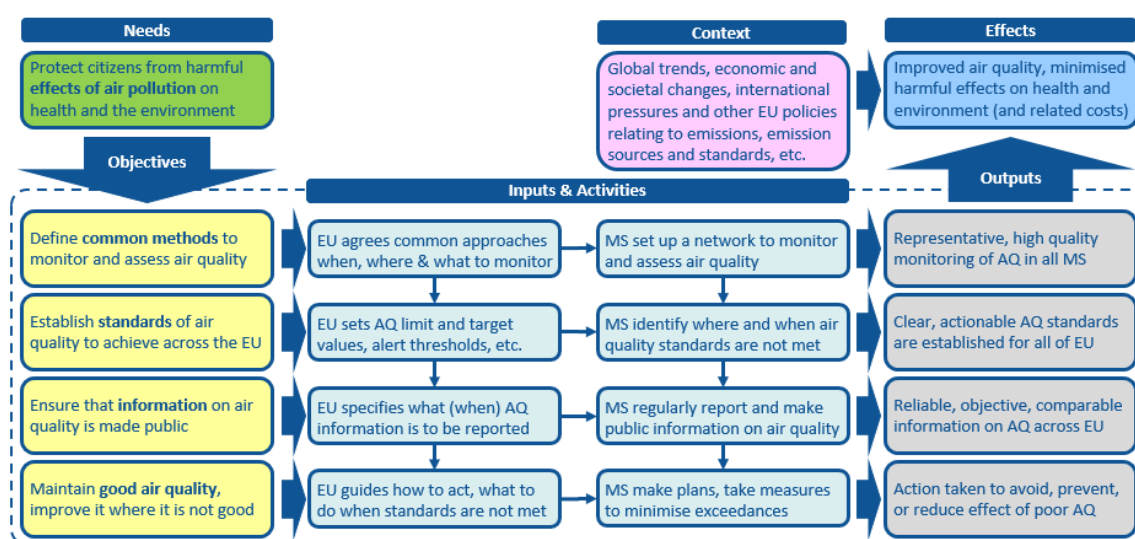 Needs
Context
Effects
Protect citizens from harmful
effects of air pollution on
health and the environment
Global trends, economic and
societal changes, international
pressures and other EU policies
relating to emissions, emission
sources and standards, etc.
Improved air quality, minimised
harmful effects on health and
environment (and related costs)
Objectives
Inputs & Activities
Outputs
Define common methods to
monitor and assess air quality
EU agrees common approaches
when, where & what to monitor
MS set up a network to monitor
and assess air quality
Representative, high quality
monitoring of AQ in all MS
Establish standards of air
quality to achieve across the EU
EU sets AQ limit and target
values, alert thresholds, etc.
MS identify where and when air
quality standards are not met
Clear, actionable AQ standards
are established for all of EU
Ensure that information on air
quality is made public
EU specifies what (when) AQ
information is to be reported
MS regularly report and make
public information on air quality
Reliable, objective, comparable
information on AQ across EU
Maintain good air quality,
improve it where it is not good
EU guides how to act, what to
do when standards are not met
MS make plans, take measures
to minimise exceedances
Action taken to avoid, prevent,
or reduce effect of poor AQ